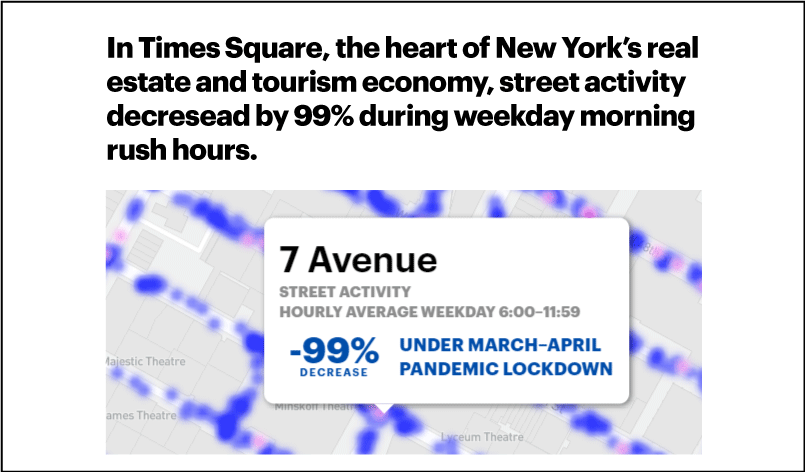 In Times Square, the heart of New York's real
estate and tourism economy, street activity
decresead by 99% during weekday morning
rush hours.
7 Avenue
STREET ACTIVITY
HOURLY AVERAGE WEEKDAY 6:00–11:59
-99%
DECREASE
UNDER MARCH–APRIL
PANDEMIC LOCKDOWN
Majestic Theatre
ames Theatre
Minskoff Theatr
Lyceum Theatre